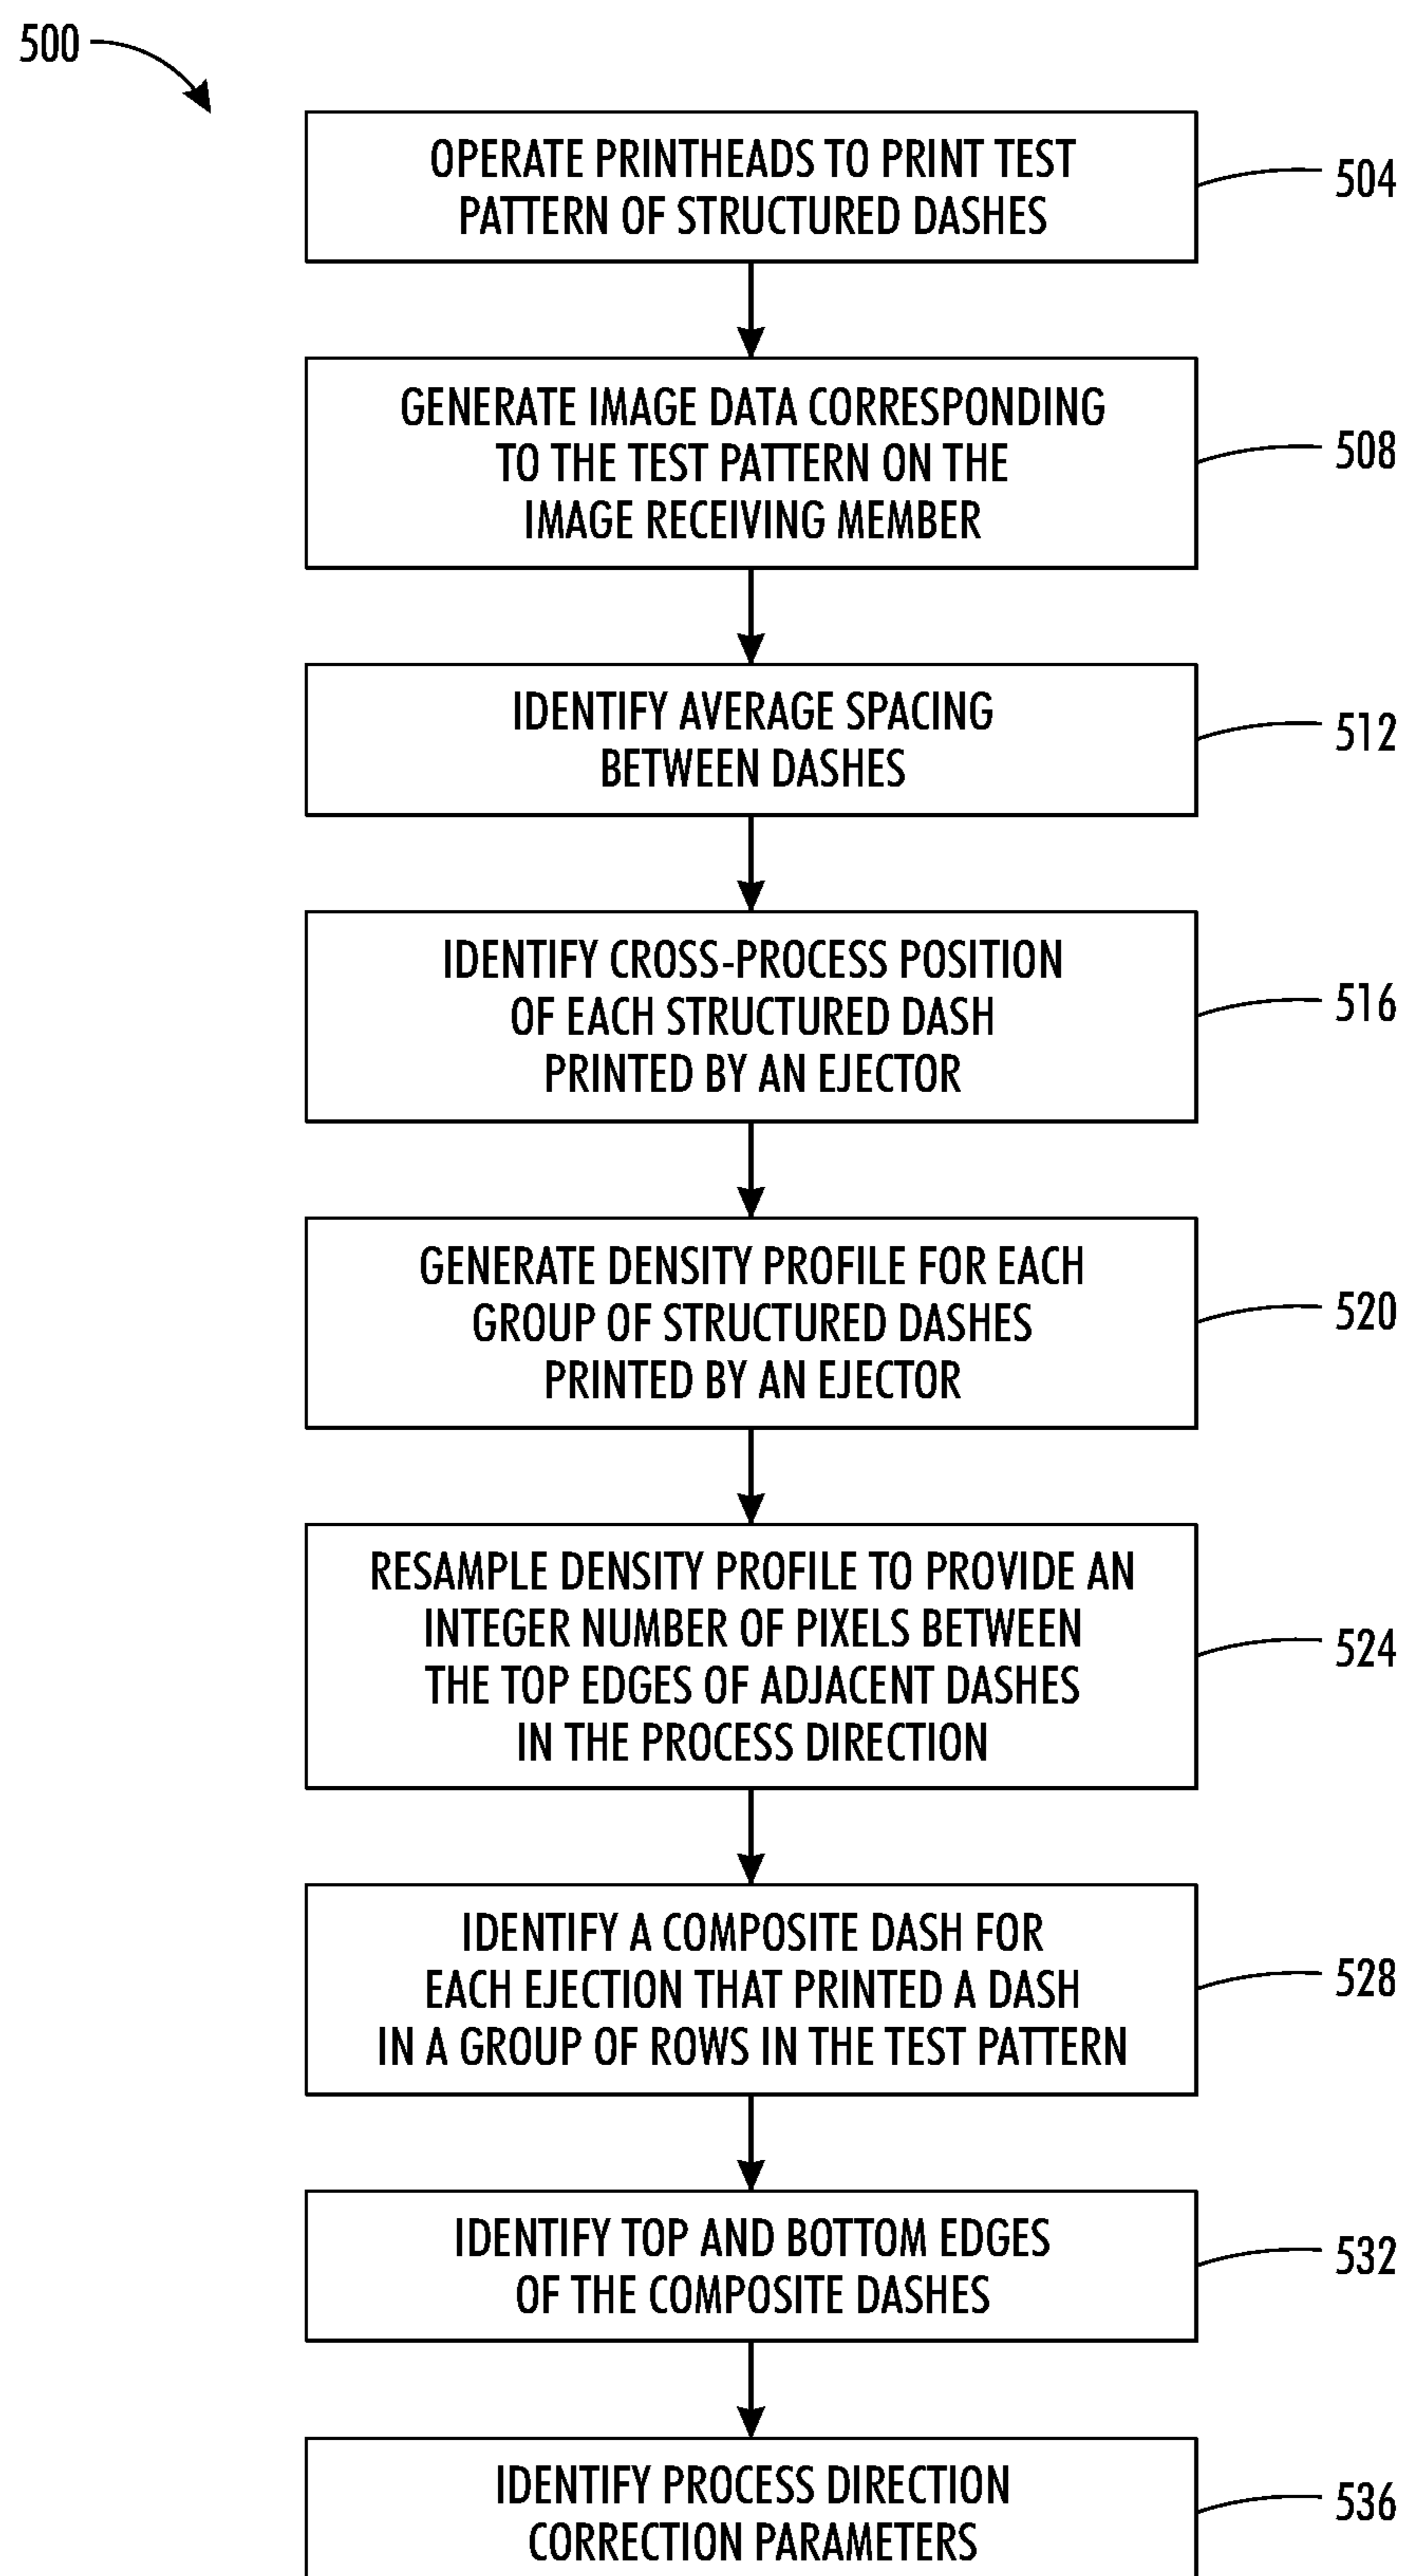 500
OPERATE PRINTHEADS TO PRINT TEST
PATTERN OF STRUCTURED DASHES
504
GENERATE IMAGE DATA CORRESPONDING
TO THE TEST PATTERN ON THE
IMAGE RECEIVING MEMBER
508
IDENTIFY AVERAGE SPACING
BETWEEN DASHES
512
IDENTIFY CROSS-PROCESS POSITION
OF EACH STRUCTURED DASH
PRINTED BY AN EJECTOR
516
GENERATE DENSITY PROFILE FOR EACH
GROUP OF STRUCTURED DASHES
PRINTED BY AN EJECTOR
520
RESAMPLE DENSITY PROFILE TO PROVIDE AN
INTEGER NUMBER OF PIXELS BETWEEN
THE TOP EDGES OF ADJACENT DASHES
IN THE PROCESS DIRECTION
524
IDENTIFY A COMPOSITE DASH FOR
EACH EJECTION THAT PRINTED A DASH
IN A GROUP OF ROWS IN THE TEST PATTERN
528
IDENTIFY TOP AND BOTTOM EDGES
OF THE COMPOSITE DASHES
532
IDENTIFY PROCESS DIRECTION
CORRECTION PARAMETERS
536